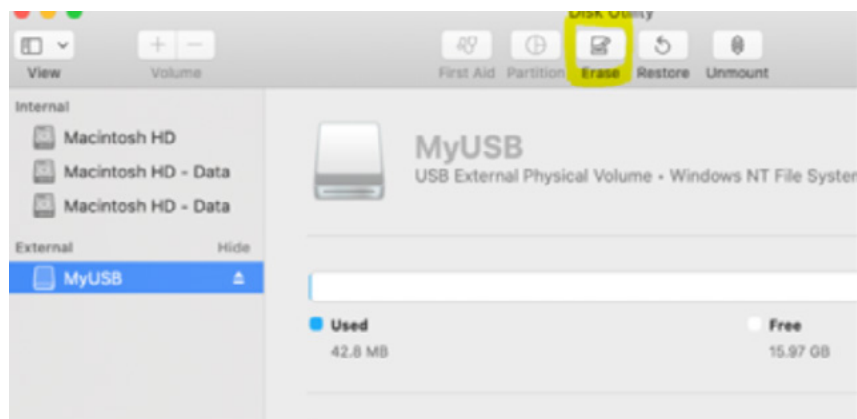 Disk Utility
View Volume First Aid Partition Erase Restore Unmount
Internal
Macintosh HD
Macintosh HD - Data
Macintosh HD - Data
External Hide
MyUSB
MyUSB
USB External Physical Volume • Windows NT File System
Used Free
42.8 MB 15.97 GB